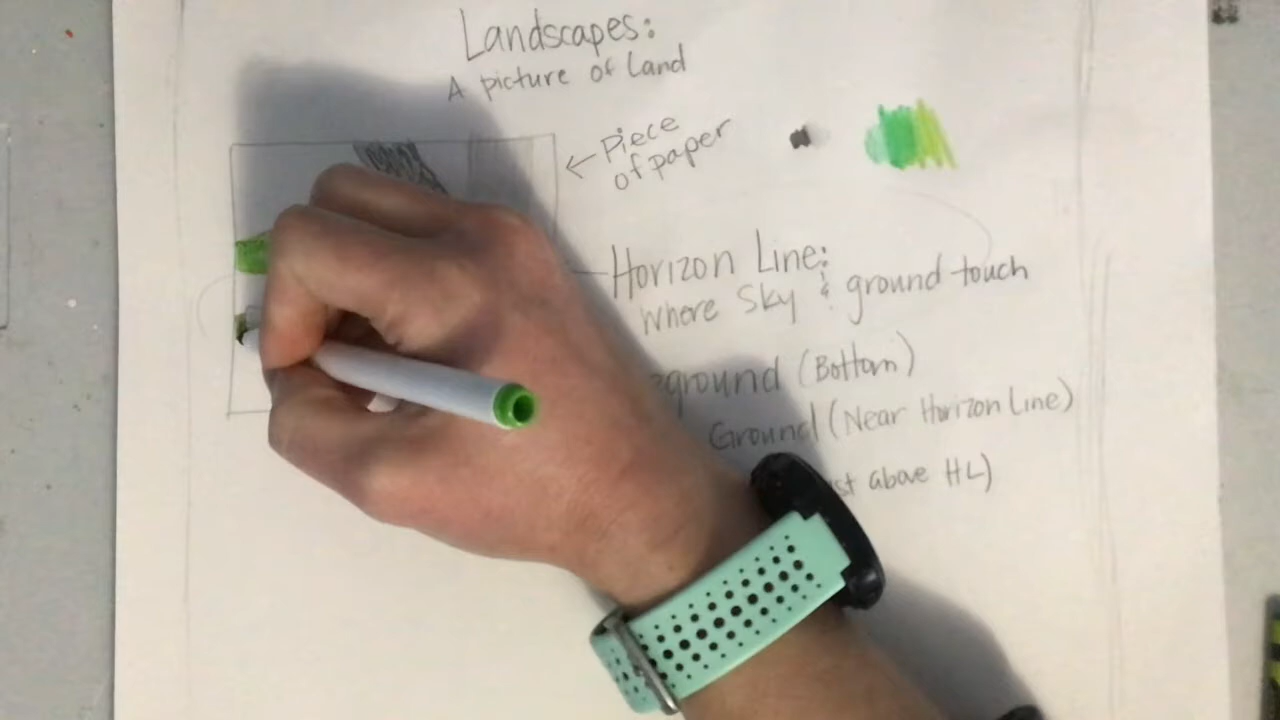 Landscapes:
A picture of Land
← Piece
of paper
Horizon Line:
where Sky & ground touch
ground (Bottom)
Ground (Near Horizon Line)
above HL)